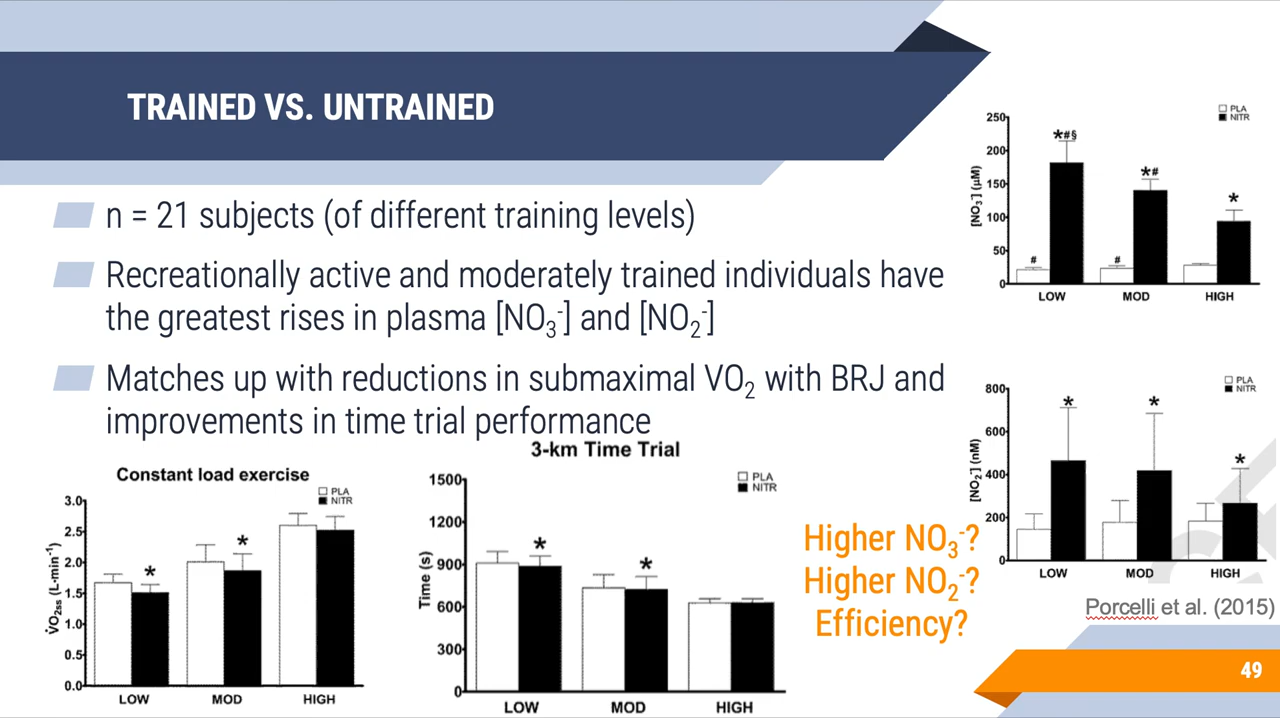 TRAINED VS. UNTRAINED
n = 21 subjects (of different training levels)
Recreationally active and moderately trained individuals have
the greatest rises in plasma [NO₃⁻] and [NO₂⁻]
Matches up with reductions in submaximal VO₂ with BRJ and
improvements in time trial performance
Constant load exercise
PLA
NITR
V̇O₂ss (L-min⁻¹)
3.0
2.5
2.0
1.5
1.0
0.5
0.0
*
*
LOW MOD HIGH
3-km Time Trial
PLA
NITR
Time (s)
1500
1200
900
600
300
0
*
*
LOW MOD HIGH
Higher NO₃⁻?
Higher NO₂⁻?
Efficiency?
PLA
NITR
[NO₃⁻] (µM)
250
200
150
100
50
0
# *#§
# *#
*
LOW MOD HIGH
PLA
NITR
[NO₂⁻] (nM)
800
600
400
200
0
*
*
*
LOW MOD HIGH
Porcelli et al. (2015)
49